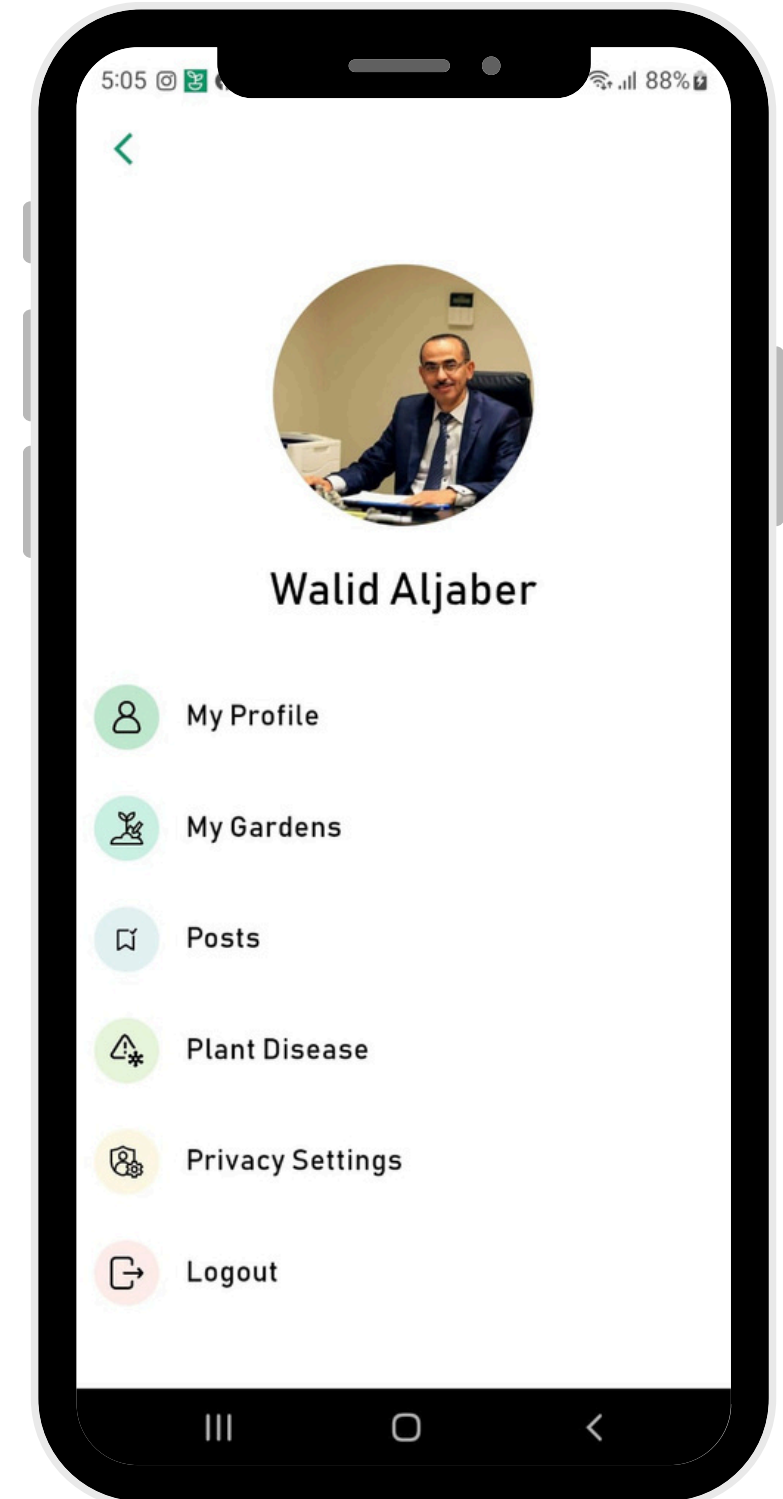 5:05
88%
Walid Aljaber
My Profile
My Gardens
Posts
Plant Disease
Privacy Settings
Logout